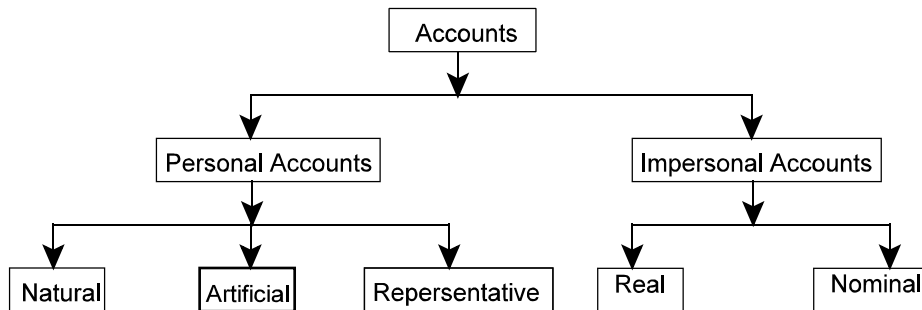 Accounts
Personal Accounts
Impersonal Accounts
Natural
Artificial
Repersentative
Real
Nominal